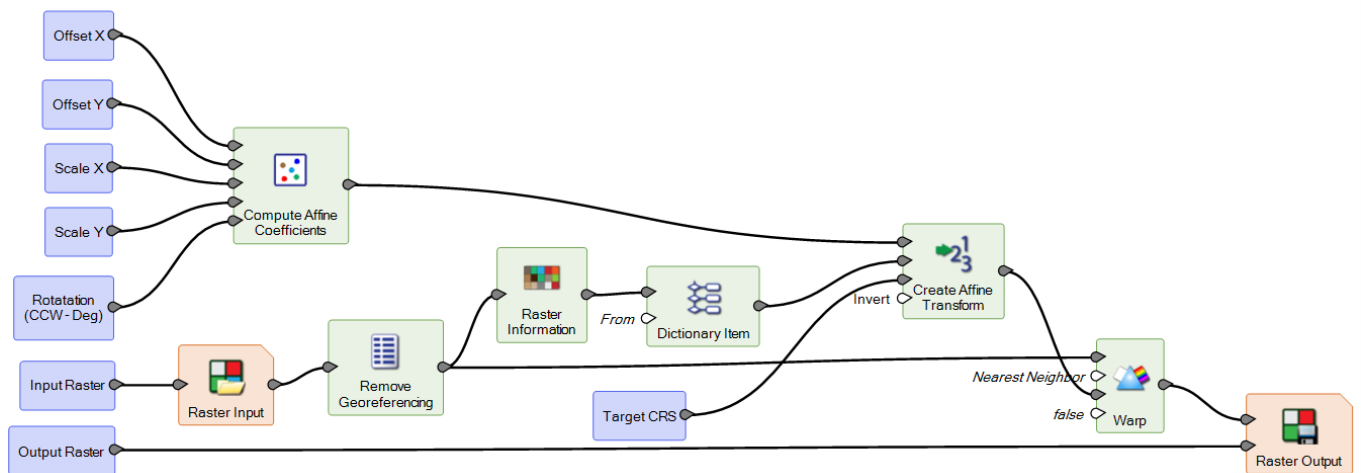 Offset X
Offset Y
Scale X
Scale Y
Rotatation
(CCW - Deg)
Compute Affine
Coefficients
Input Raster
Raster Input
Remove
Georeferencing
Raster
Information
From
Dictionary Item
Target CRS
Invert
Create Affine
Transform
Nearest Neighbor
false
Warp
Output Raster
Raster Output